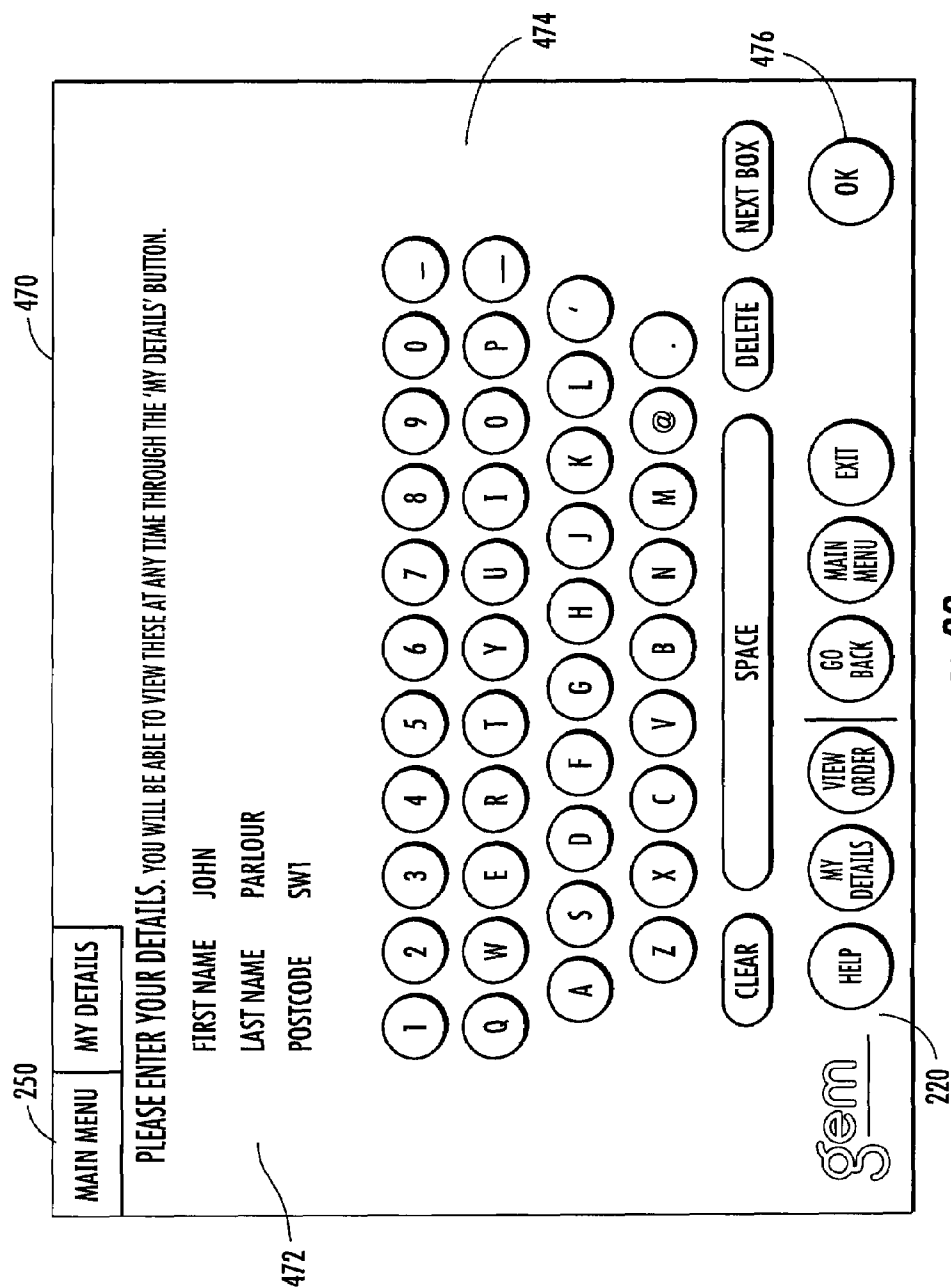 470
250
MAIN MENU MY DETAILS
PLEASE ENTER YOUR DETAILS. YOU WILL BE ABLE TO VIEW THESE AT ANY TIME THROUGH THE 'MY DETAILS' BUTTON.
FIRST NAME JOHN
LAST NAME PARLOUR
POSTCODE SW1
472
1 2 3 4 5 6 7 8 9 0 –
Q W E R T Y U I O P —
474
A S D F G H J K L ′
Z X C V B N M @ .
CLEAR SPACE DELETE NEXT BOX
476
gem HELP MY DETAILS VIEW ORDER GO BACK MAIN MENU EXIT OK
220